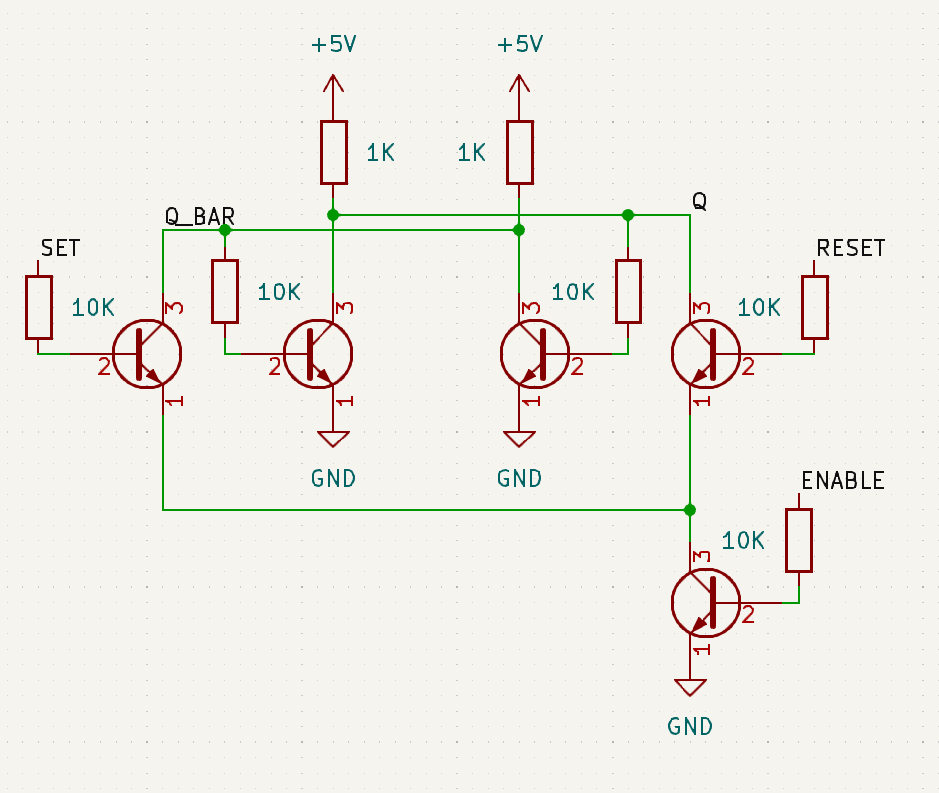 +5V +5V
1K 1K
Q_BAR Q
SET RESET
10K 10K 10K 10K
3 3 3 3
2 2 2 2
1 1 1 1
GND GND
ENABLE
10K
3
2
1
GND